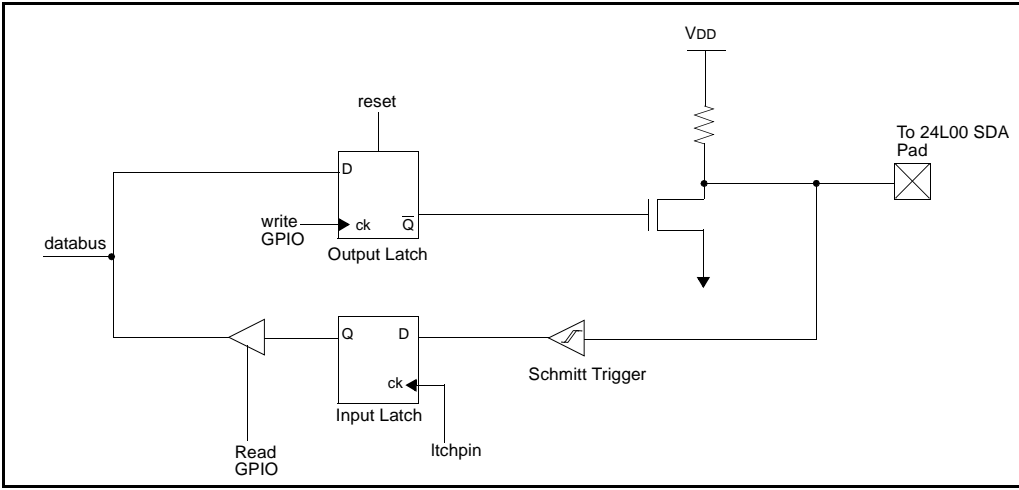 VDD
reset
To 24L00 SDA
Pad
D
write
GPIO
ck
Q
Output Latch
databus
Q
D
Schmitt Trigger
ck
Input Latch
Read
GPIO
ltchpin